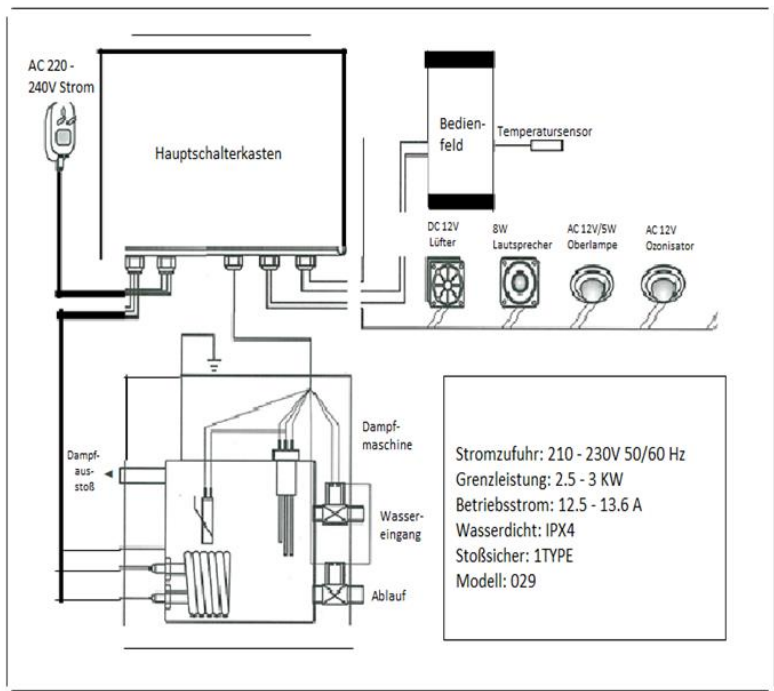 AC 220 -
240V Strom
Hauptschalterkasten
Bedien-
feld
Temperatursensor
DC 12V
Lüfter
8W
Lautsprecher
AC 12V/5W
Oberlampe
AC 12V
Ozonisator
Dampf-
maschine
Dampf-
aus-
stoß
Wasser-
eingang
Ablauf
Stromzufuhr: 210 - 230V 50/60 Hz
Grenzleistung: 2.5 - 3 KW
Betriebsstrom: 12.5 - 13.6 A
Wasserdicht: IPX4
Stoßsicher: 1TYPE
Modell: 029